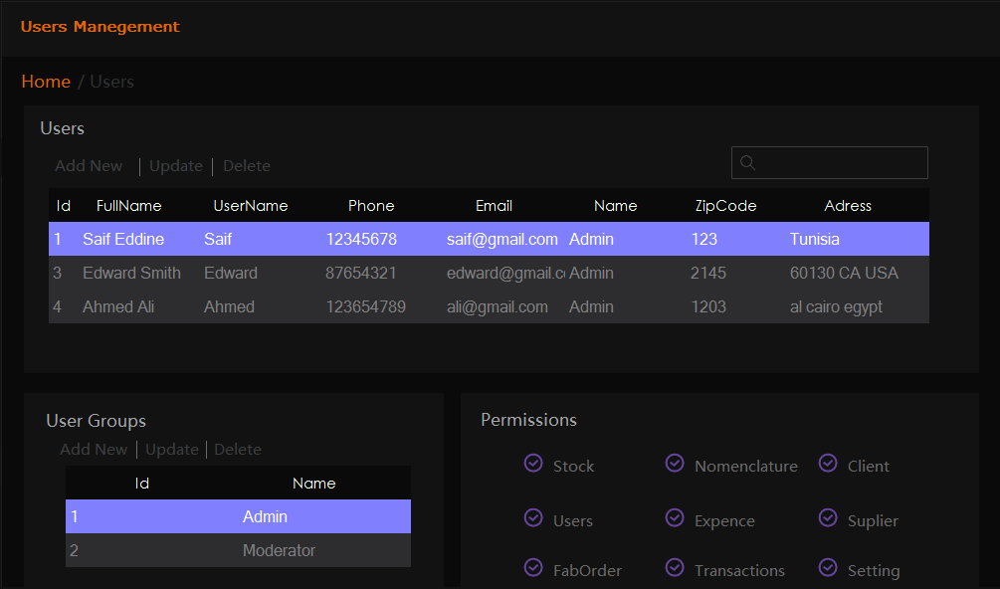 Users Manegement
Home / Users
Users
Add New | Update | Delete
Id FullName UserName Phone Email Name ZipCode Adress
1 Saif Eddine Saif 12345678 saif@gmail.com Admin 123 Tunisia
3 Edward Smith Edward 87654321 edward@gmail.cc Admin 2145 60130 CA USA
4 Ahmed Ali Ahmed 123654789 ali@gmail.com Admin 1203 al cairo egypt
User Groups
Add New | Update | Delete
Id Name
1 Admin
2 Moderator
Permissions
Stock Nomenclature Client
Users Expence Suplier
FabOrder Transactions Setting